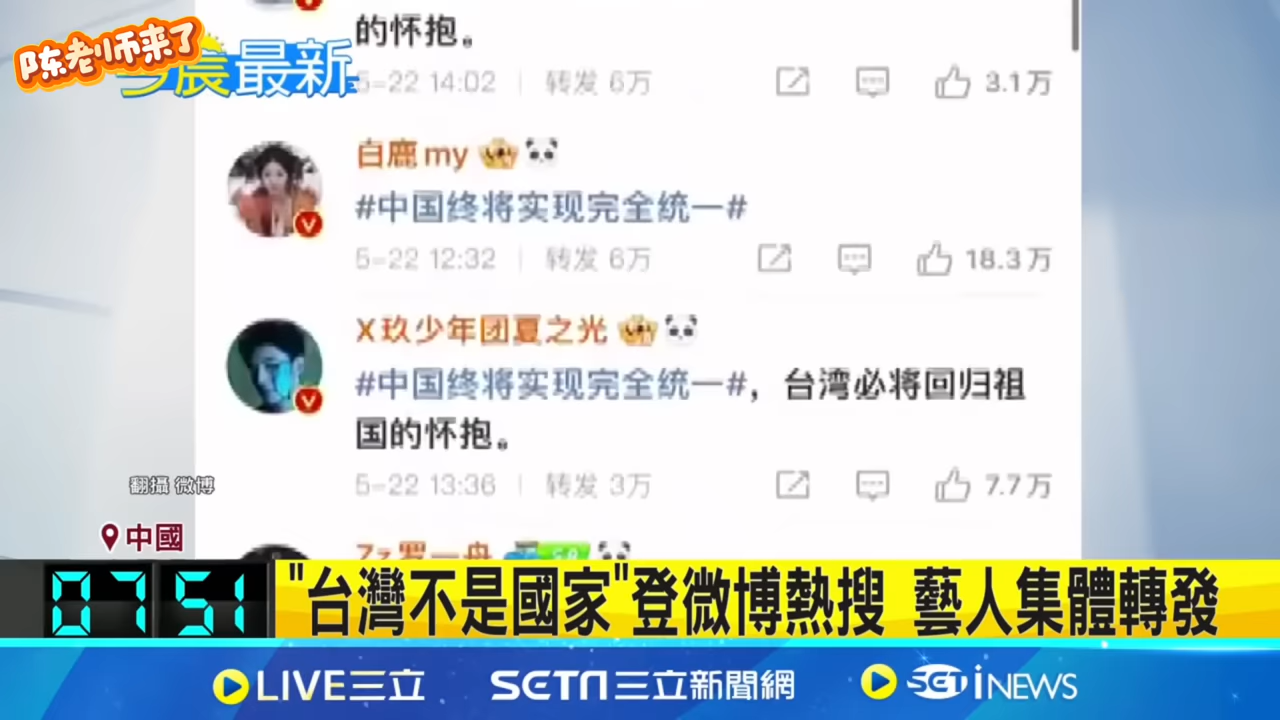 陈老师来了
今晨最新
的怀抱。
5-22 14:02 转发 6万 3.1万
白鹿my
#中国终将实现完全统一#
5-22 12:32 转发 6万 18.3万
X玖少年团夏之光
#中国终将实现完全统一#，台湾必将回归祖
国的怀抱。
5-22 13:36 转发 3万 7.7万
翻攝 微博
中國
Zz罗一舟
07 51
"台灣不是國家"登微博熱搜 藝人集體轉發
LIVE三立
SETN三立新聞網
SET iNEWS